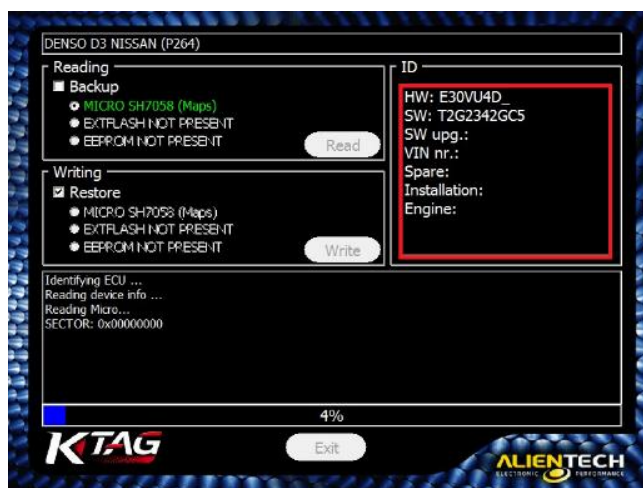 DENSO D3 NISSAN (P264)
Reading
Backup
MICRO SH7058 (Maps)
EXTFLASH NOT PRESENT
EEPROM NOT PRESENT
Read
Writing
Restore
MICRO SH7058 (Maps)
EXTFLASH NOT PRESENT
EEPROM NOT PRESENT
Write
ID
HW: E30VU4D_
SW: T2G2342GC5
SW upg.:
VIN nr.:
Spare:
Installation:
Engine:
Identifying ECU ...
Reading device info ...
Reading Micro...
SECTOR: 0x00000000
4%
KTAG
Exit
ALIENTECH
ELECTRONIC PERFORMANCE